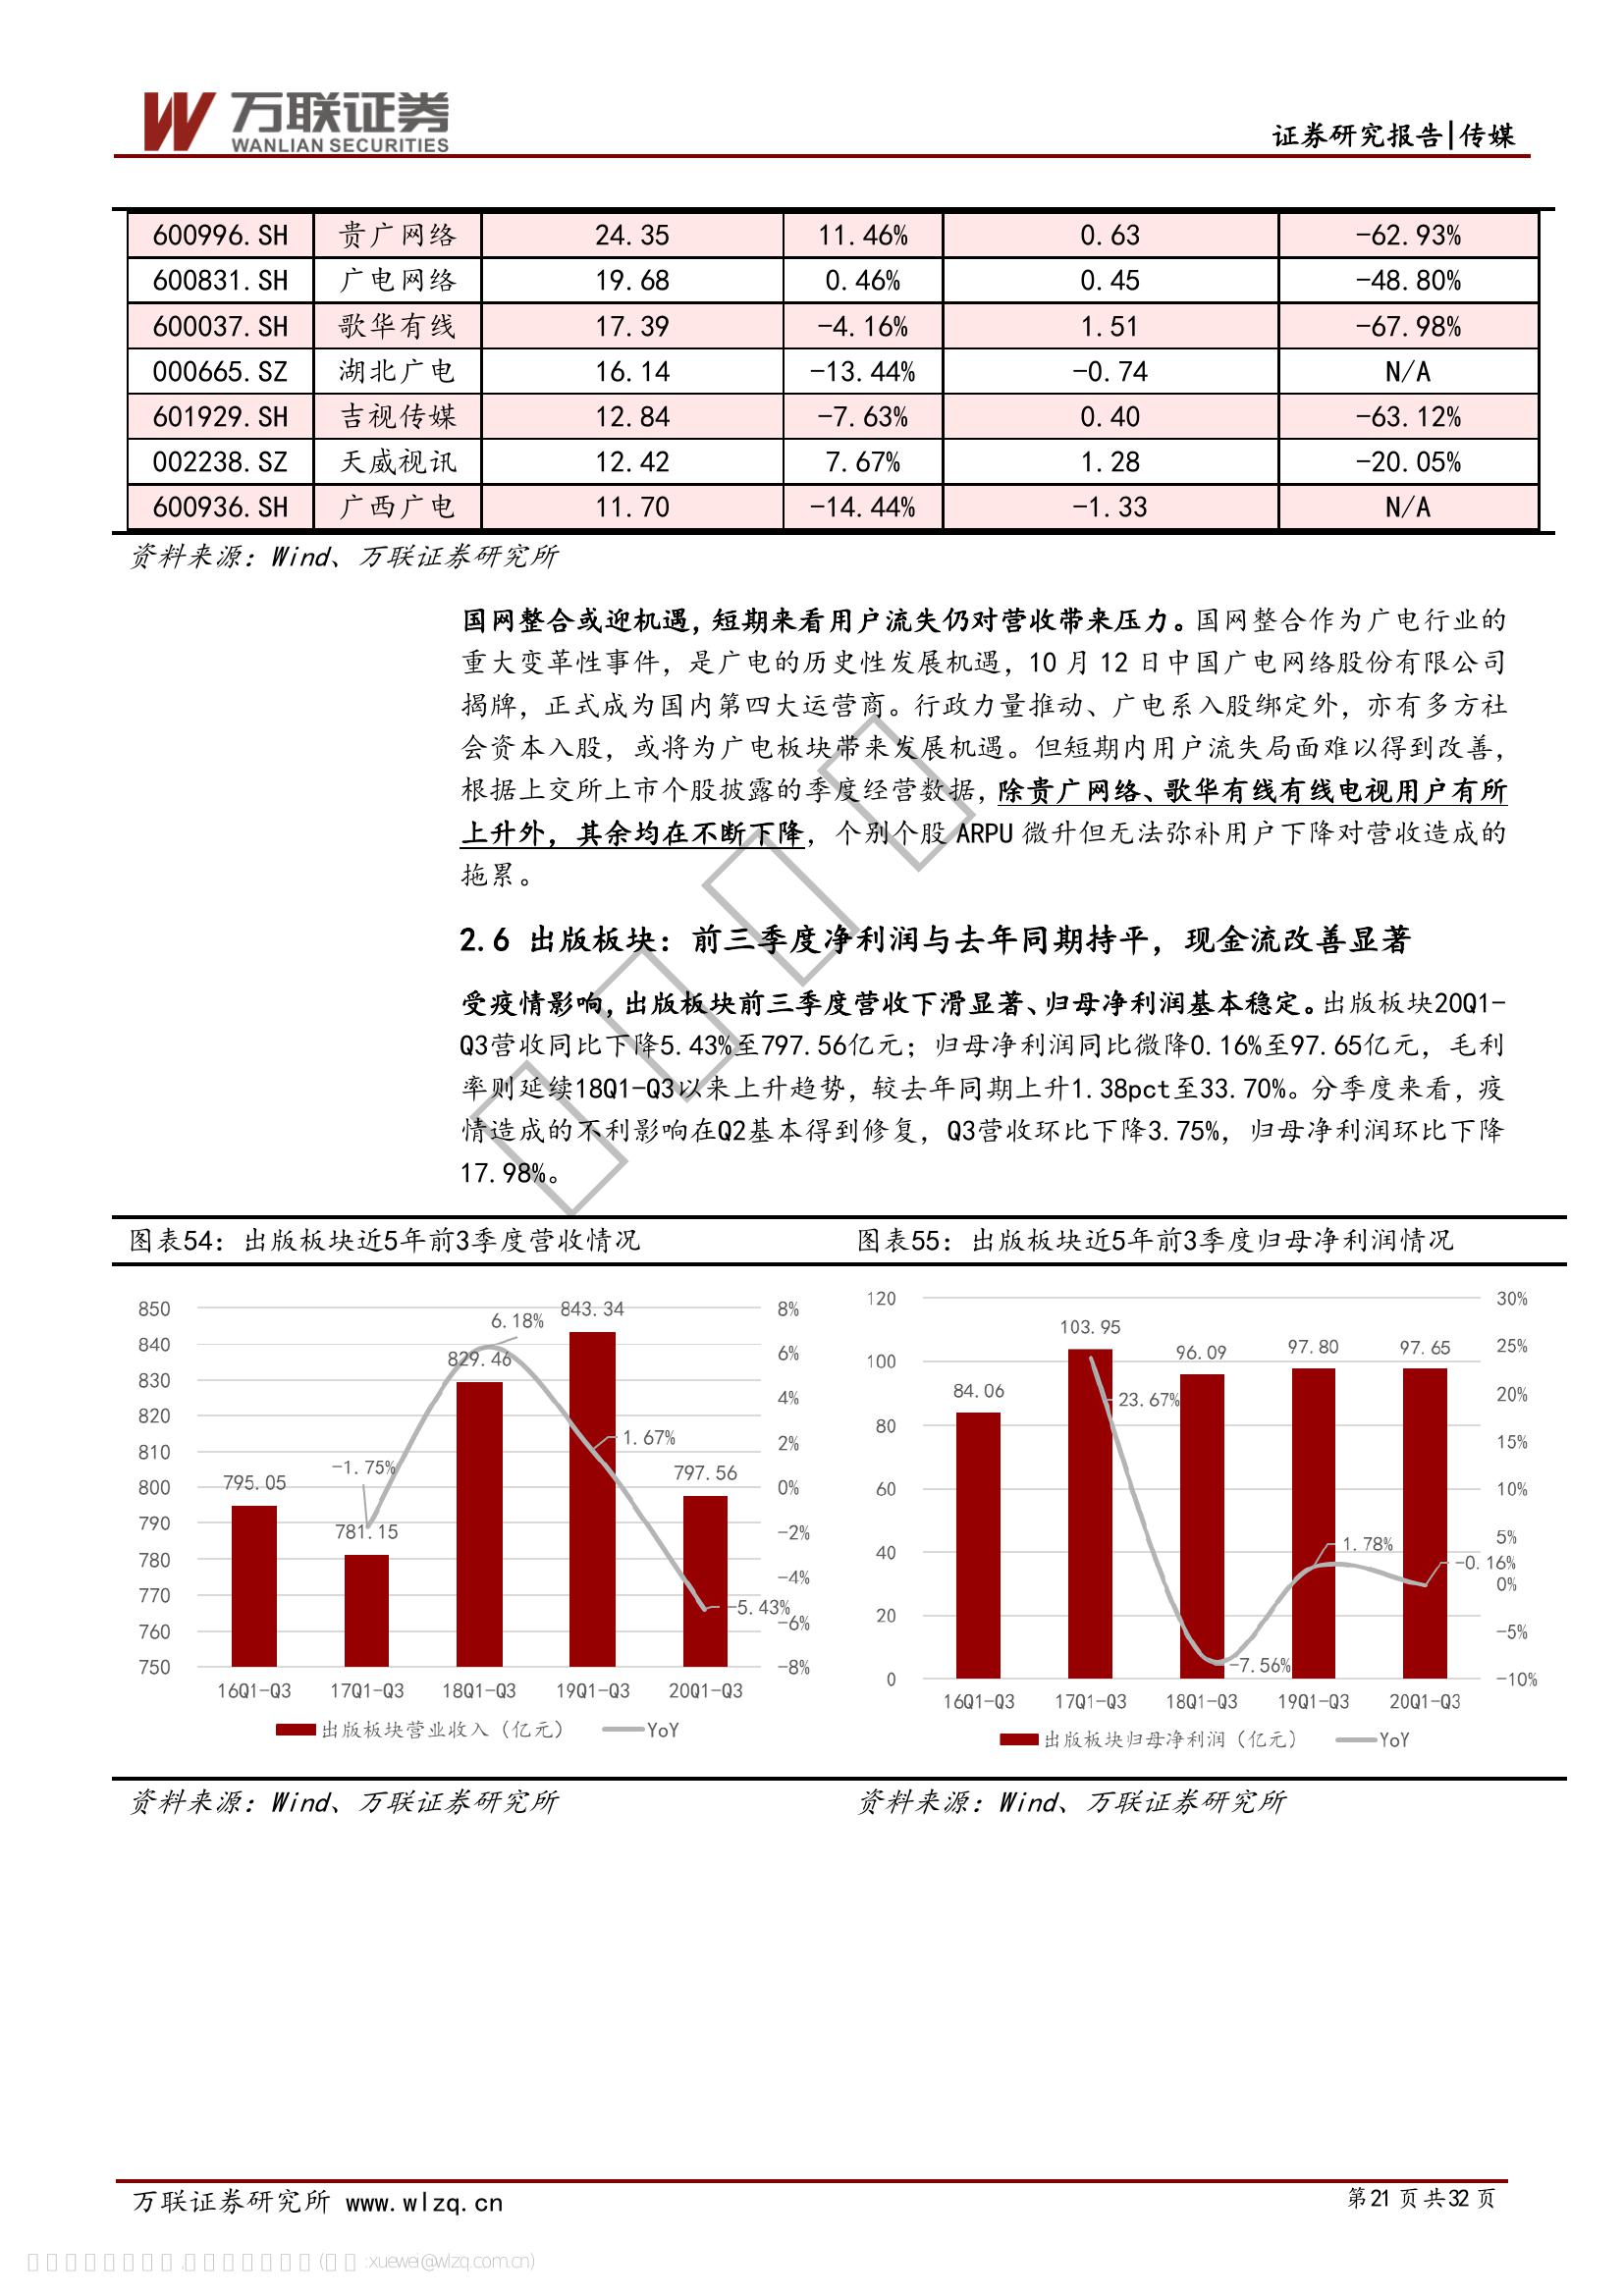 万联证券
WANLIAN SECURITIES
证券研究报告|传媒
600996.SH 贵广网络 24.35 11.46% 0.63 -62.93%
600831.SH 广电网络 19.68 0.46% 0.45 -48.80%
600037.SH 歌华有线 17.39 -4.16% 1.51 -67.98%
000665.SZ 湖北广电 16.14 -13.44% -0.74 N/A
601929.SH 吉视传媒 12.84 -7.63% 0.40 -63.12%
002238.SZ 天威视讯 12.42 7.67% 1.28 -20.05%
600936.SH 广西广电 11.70 -14.44% -1.33 N/A
资料来源：Wind、万联证券研究所
国网整合或迎机遇，短期来看用户流失仍对营收带来压力。国网整合作为广电行业的
重大变革性事件，是广电的历史性发展机遇，10 月 12 日中国广电网络股份有限公司
揭牌，正式成为国内第四大运营商。行政力量推动、广电系入股绑定外，亦有多方社
会资本入股，或将为广电板块带来发展机遇。但短期内用户流失局面难以得到改善，
根据上交所上市个股披露的季度经营数据，除贵广网络、歌华有线有线电视用户有所
上升外，其余均在不断下降，个别个股 ARPU 微升但无法弥补用户下降对营收造成的
拖累。
2.6 出版板块：前三季度净利润与去年同期持平，现金流改善显著
受疫情影响，出版板块前三季度营收下滑显著、归母净利润基本稳定。出版板块20Q1-
Q3营收同比下降5.43%至797.56亿元；归母净利润同比微降0.16%至97.65亿元，毛利
率则延续18Q1-Q3以来上升趋势，较去年同期上升1.38pct至33.70%。分季度来看，疫
情造成的不利影响在Q2基本得到修复，Q3营收环比下降3.75%，归母净利润环比下降
17.98%。
图表54：出版板块近5年前3季度营收情况
850
840
830
820
810
800
790
780
770
760
750
795.05
781.15
829.46
843.34
797.56
-1.75%
6.18%
1.67%
-5.43%
8%
6%
4%
2%
0%
-2%
-4%
-6%
-8%
16Q1-Q3 17Q1-Q3 18Q1-Q3 19Q1-Q3 20Q1-Q3
出版板块营业收入（亿元） YoY
资料来源：Wind、万联证券研究所
图表55：出版板块近5年前3季度归母净利润情况
120
100
80
60
40
20
0
84.06
103.95
96.09
97.80
97.65
23.67%
-7.56%
1.78%
-0.16%
30%
25%
20%
15%
10%
5%
0%
-5%
-10%
16Q1-Q3 17Q1-Q3 18Q1-Q3 19Q1-Q3 20Q1-Q3
出版板块归母净利润（亿元） YoY
资料来源：Wind、万联证券研究所
万联证券研究所 www.wlzq.cn
第21 页 共32 页
:xuewei@wlzq.com.cn)